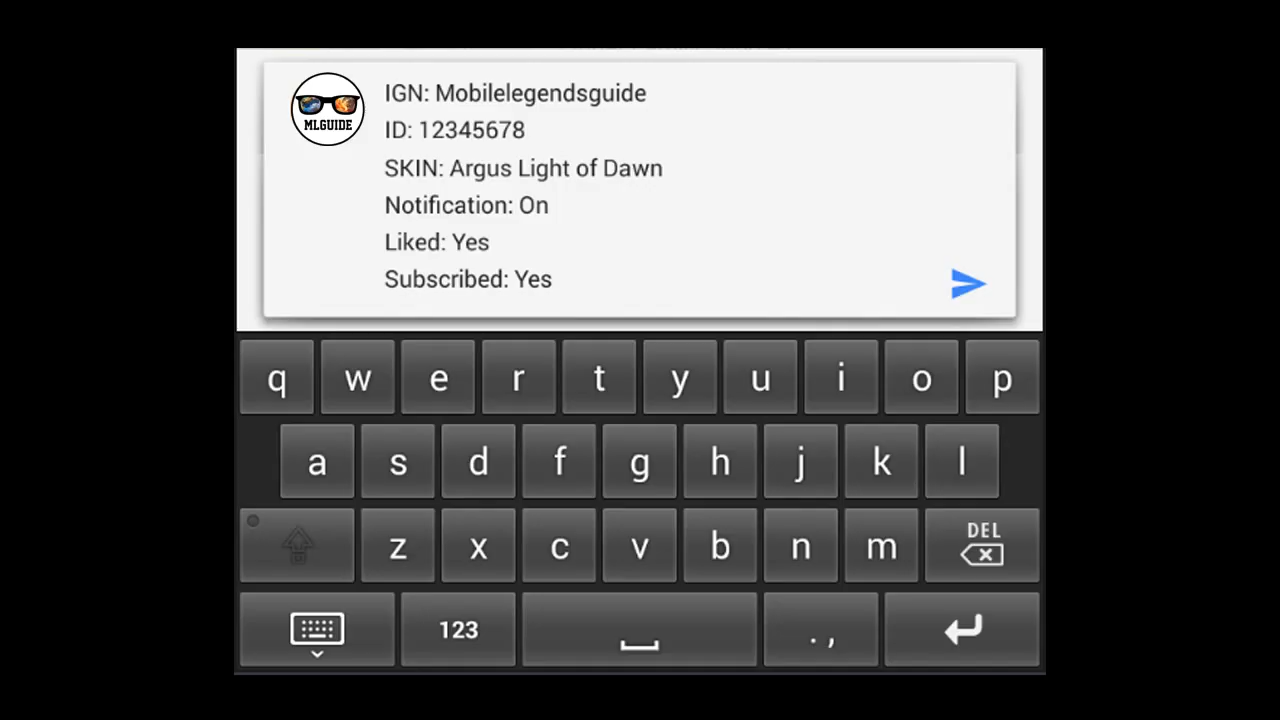 IGN: Mobilelegendsguide
ID: 12345678
SKIN: Argus Light of Dawn
Notification: On
Liked: Yes
Subscribed: Yes
MLGUIDE
q w e r t y u i o p
a s d f g h j k l
z x c v b n m DEL
123 . ,